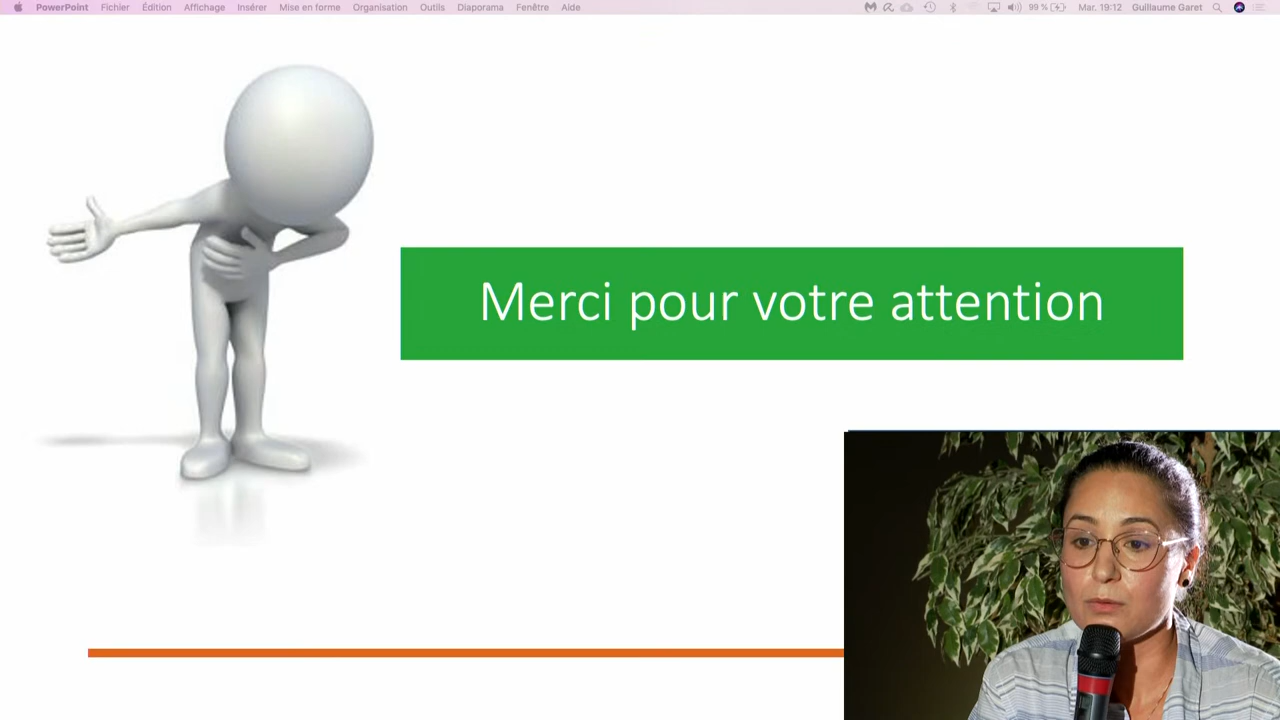 PowerPoint Fichier Édition Affichage Insérer Mise en forme Organisation Outils Diaporama Fenêtre Aide 99 % Mar. 19:12 Guillaume Garet
Merci pour votre attention